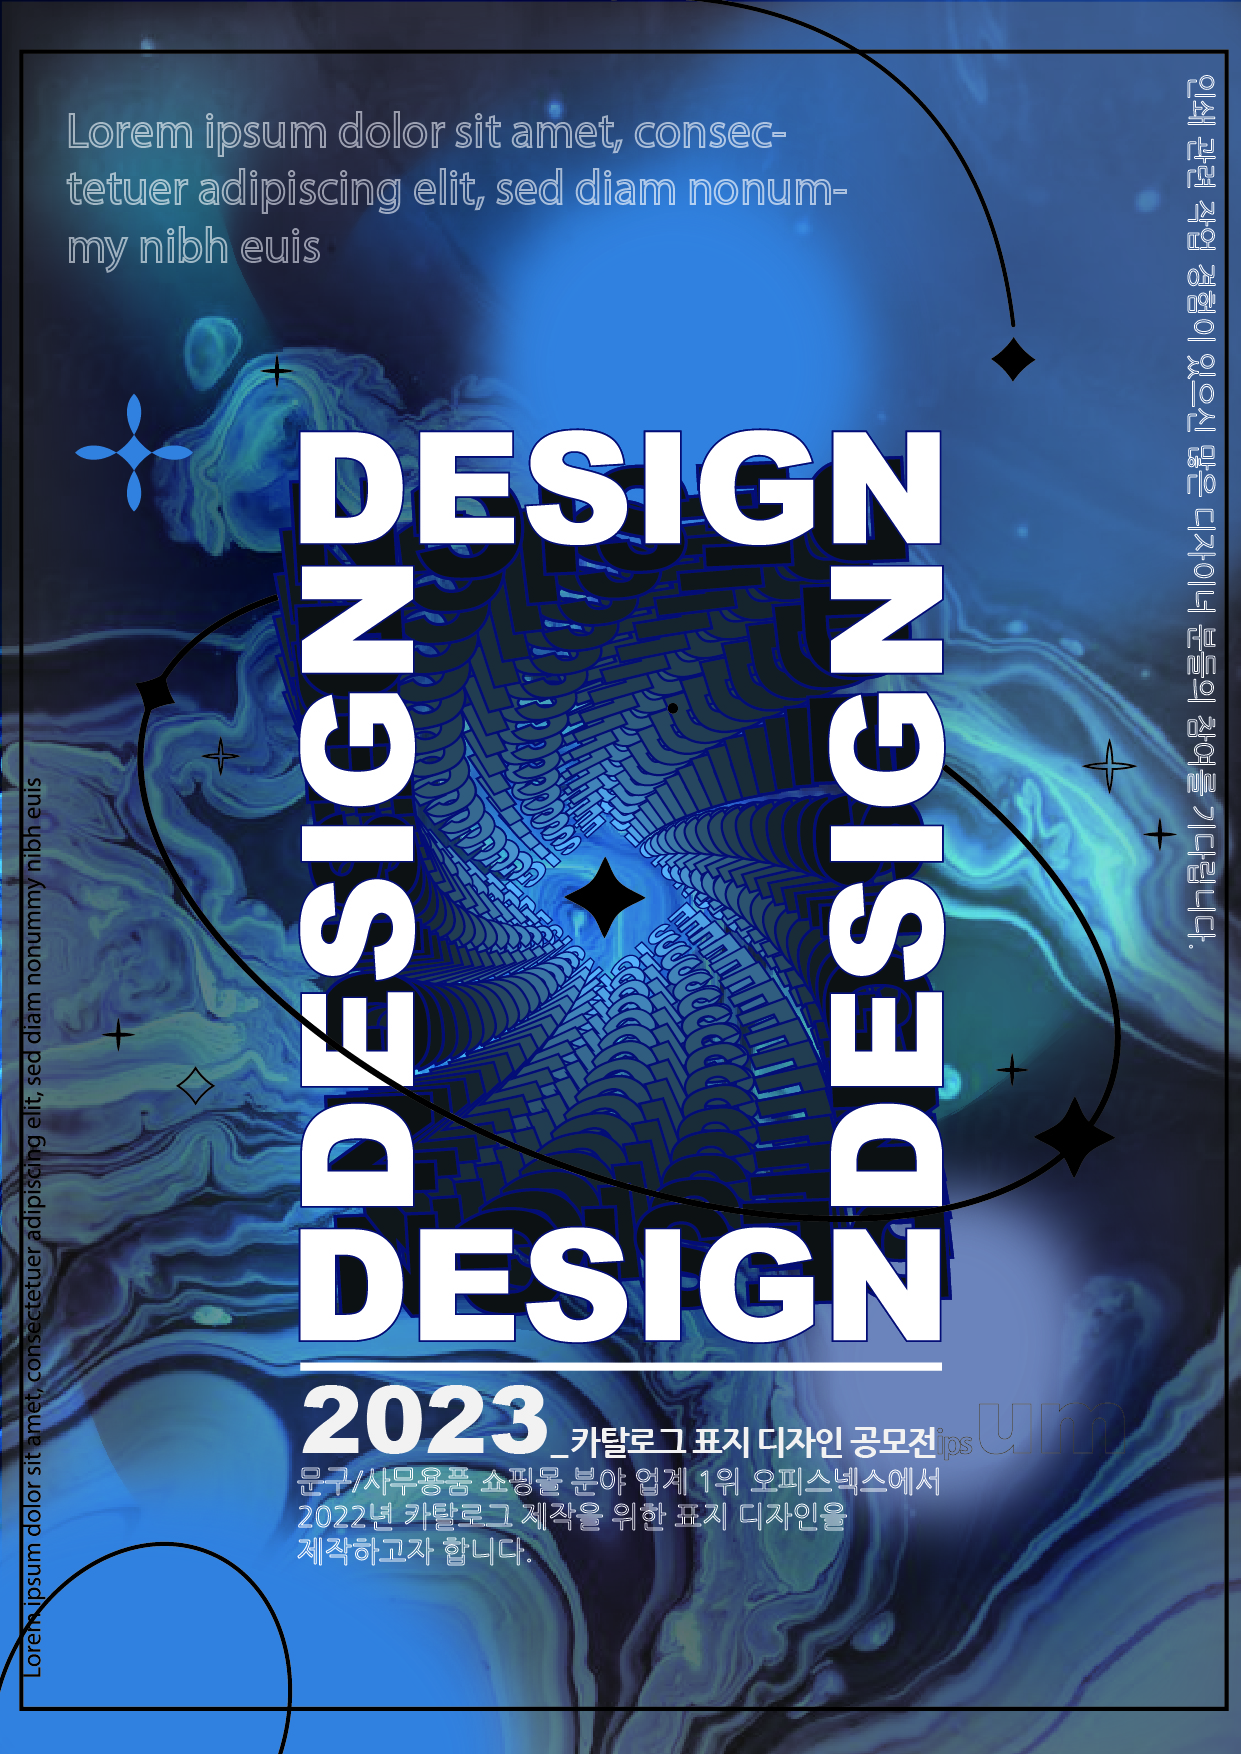 Lorem ipsum dolor sit amet, consec-
tetuer adipiscing elit, sed diam nonum-
my nibh euis
인쇄 관련 작업 경험이 있으신 많은 디자이너 분들의 참여를 기다립니다.
DESIGN
DESIGN
DESIGN
DESIGN
2023_카탈로그 표지 디자인 공모전
ips um
문구/사무용품 쇼핑몰 분야 업계 1위 오피스넥스에서
2022년 카탈로그 제작을 위한 표지 디자인을
제작하고자 합니다.
Lorem ipsum dolor sit amet, consectetuer adipiscing elit, sed diam nonummy nibh euis